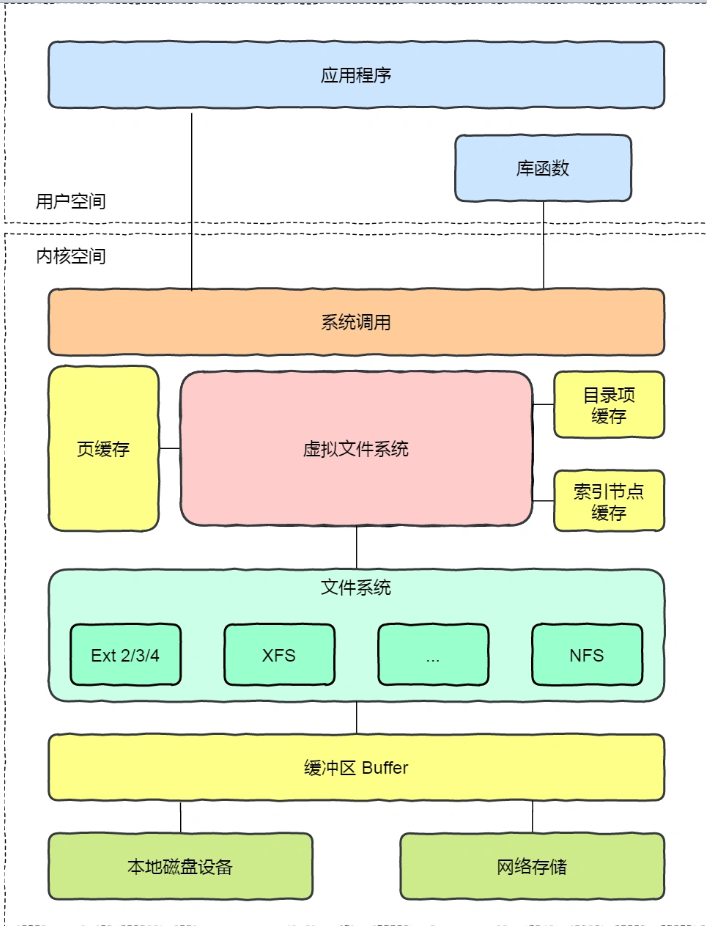 应用程序
库函数
用户空间
内核空间
系统调用
页缓存
虚拟文件系统
目录项
缓存
索引节点
缓存
文件系统
Ext 2/3/4
XFS
...
NFS
缓冲区 Buffer
本地磁盘设备
网络存储